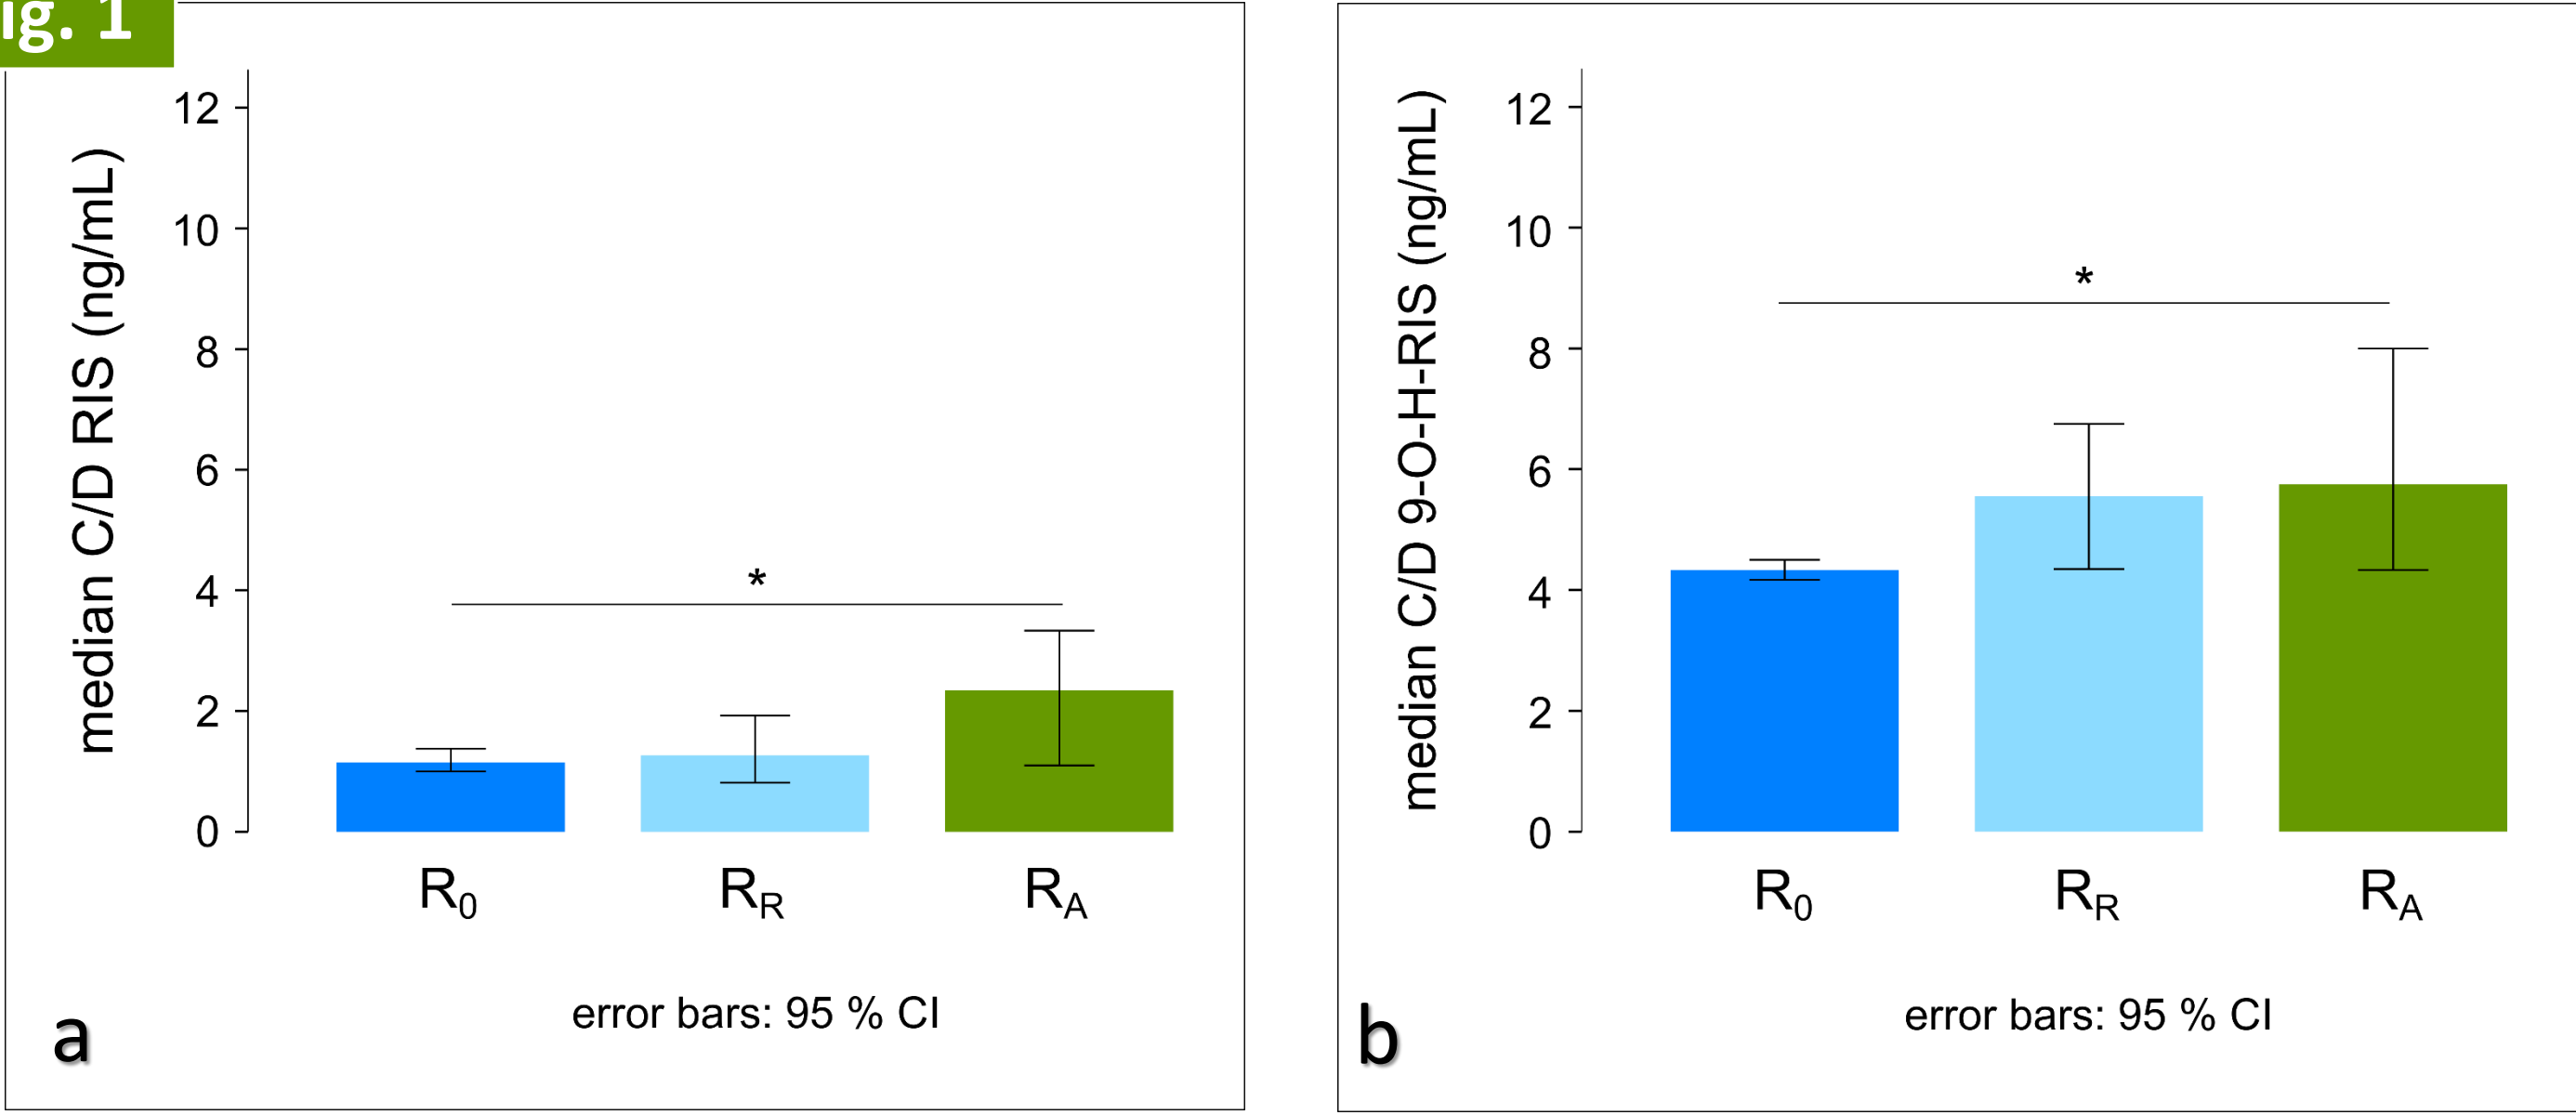 ig. 1
median C/D RIS (ng/mL)
12
10
8
6
4
2
0
*
R0
RR
RA
error bars: 95 % CI
a
median C/D 9-O-H-RIS (ng/mL)
12
10
8
6
4
2
0
*
R0
RR
RA
error bars: 95 % CI
b